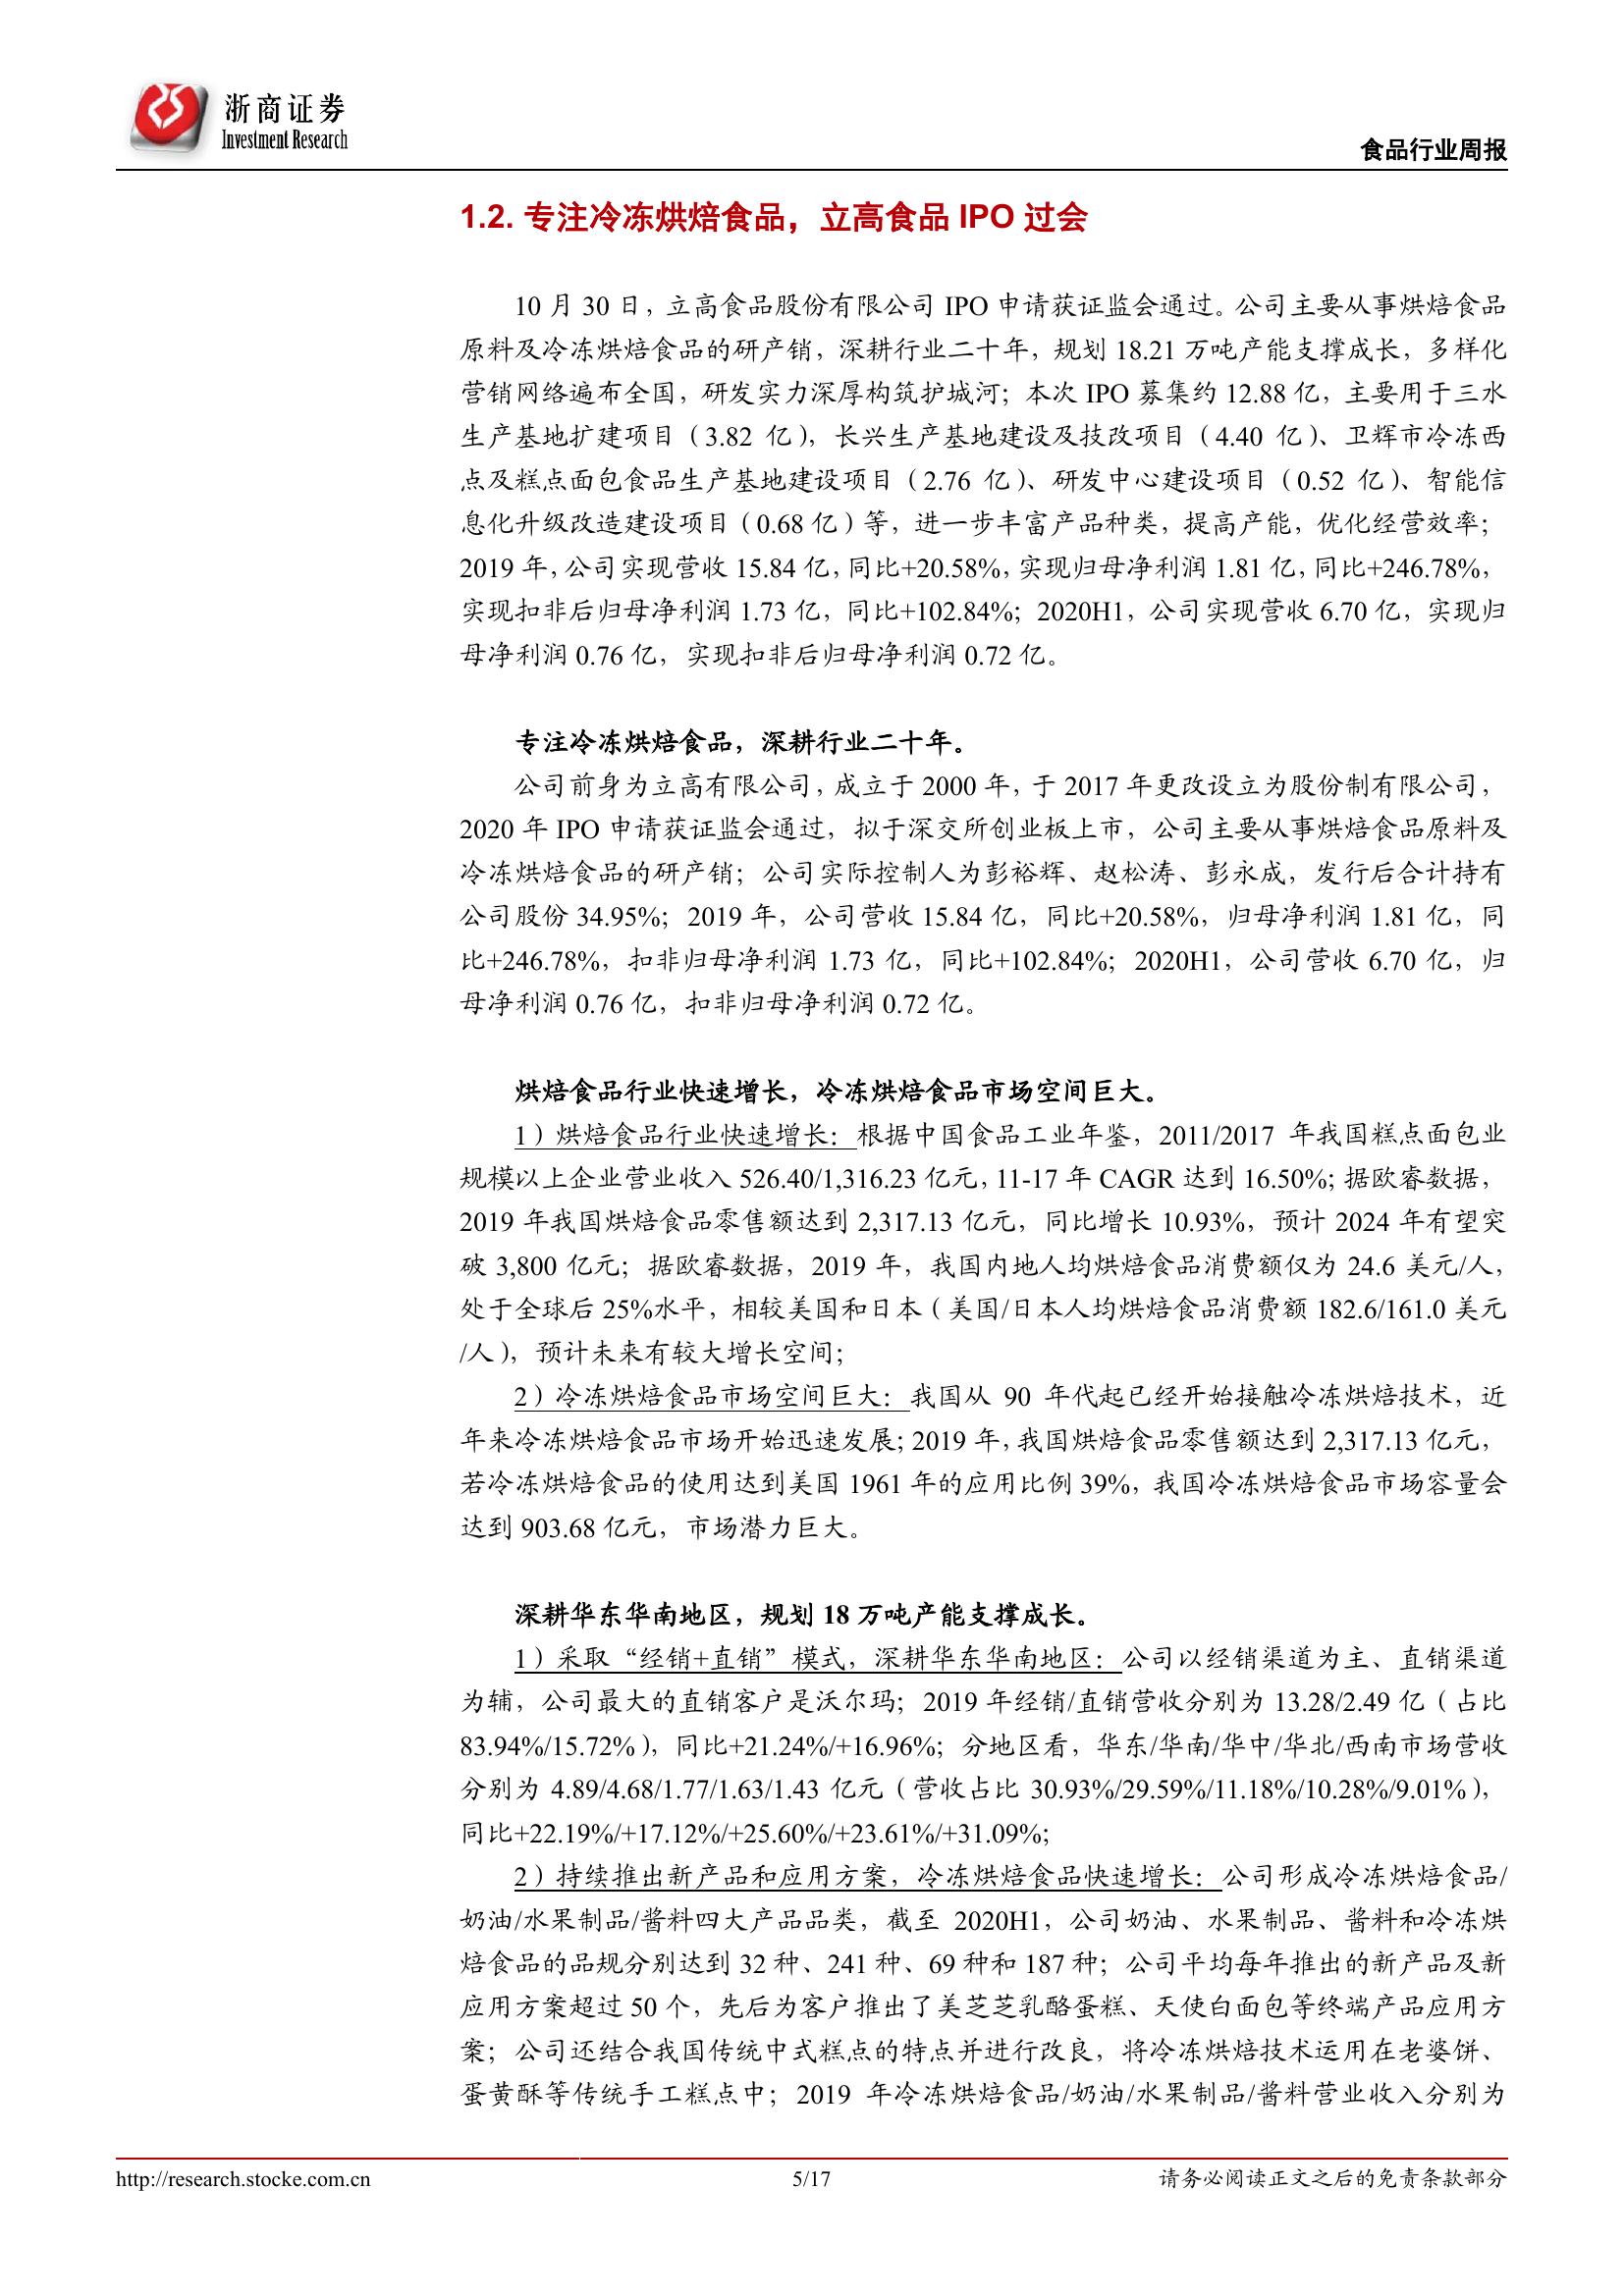 浙商证券
Investment Research
食品行业周报
1.2. 专注冷冻烘焙食品，立高食品 IPO 过会
10 月 30 日，立高食品股份有限公司 IPO 申请获证监会通过。公司主要从事烘焙食品
原料及冷冻烘焙食品的研产销，深耕行业二十年，规划 18.21 万吨产能支撑成长，多样化
营销网络遍布全国，研发实力深厚构筑护城河；本次 IPO 募集约 12.88 亿，主要用于三水
生产基地扩建项目（3.82 亿），长兴生产基地建设及技改项目（4.40 亿）、卫辉市冷冻西
点及糕点面包食品生产基地建设项目（2.76 亿）、研发中心建设项目（0.52 亿）、智能信
息化升级改造建设项目（0.68 亿）等，进一步丰富产品种类，提高产能，优化经营效率；
2019 年，公司实现营收 15.84 亿，同比+20.58%，实现归母净利润 1.81 亿，同比+246.78%，
实现扣非后归母净利润 1.73 亿，同比+102.84%；2020H1，公司实现营收 6.70 亿，实现归
母净利润 0.76 亿，实现扣非后归母净利润 0.72 亿。
专注冷冻烘焙食品，深耕行业二十年。
公司前身为立高有限公司，成立于 2000 年，于 2017 年更改设立为股份制有限公司，
2020 年 IPO 申请获证监会通过，拟于深交所创业板上市，公司主要从事烘焙食品原料及
冷冻烘焙食品的研产销；公司实际控制人为彭裕辉、赵松涛、彭永成，发行后合计持有
公司股份 34.95%；2019 年，公司营收 15.84 亿，同比+20.58%，归母净利润 1.81 亿，同
比+246.78%，扣非归母净利润 1.73 亿，同比+102.84%；2020H1，公司营收 6.70 亿，归
母净利润 0.76 亿，扣非归母净利润 0.72 亿。
烘焙食品行业快速增长，冷冻烘焙食品市场空间巨大。
1）烘焙食品行业快速增长：根据中国食品工业年鉴，2011/2017 年我国糕点面包业
规模以上企业营业收入 526.40/1,316.23 亿元，11-17 年 CAGR 达到 16.50%；据欧睿数据，
2019 年我国烘焙食品零售额达到 2,317.13 亿元，同比增长 10.93%，预计 2024 年有望突
破 3,800 亿元；据欧睿数据，2019 年，我国内地人均烘焙食品消费额仅为 24.6 美元/人，
处于全球后 25%水平，相较美国和日本（美国/日本人均烘焙食品消费额 182.6/161.0 美元
/人），预计未来有较大增长空间；
2）冷冻烘焙食品市场空间巨大：我国从 90 年代起已经开始接触冷冻烘焙技术，近
年来冷冻烘焙食品市场开始迅速发展；2019 年，我国烘焙食品零售额达到 2,317.13 亿元，
若冷冻烘焙食品的使用达到美国 1961 年的应用比例 39%，我国冷冻烘焙食品市场容量会
达到 903.68 亿元，市场潜力巨大。
深耕华东华南地区，规划 18 万吨产能支撑成长。
1）采取“经销+直销”模式，深耕华东华南地区：公司以经销渠道为主、直销渠道
为辅，公司最大的直销客户是沃尔玛；2019 年经销/直销营收分别为 13.28/2.49 亿（占比
83.94%/15.72%），同比+21.24%/+16.96%；分地区看，华东/华南/华中/华北/西南市场营收
分别为 4.89/4.68/1.77/1.63/1.43 亿元（营收占比 30.93%/29.59%/11.18%/10.28%/9.01%），
同比+22.19%/+17.12%/+25.60%/+23.61%/+31.09%；
2）持续推出新产品和应用方案，冷冻烘焙食品快速增长：公司形成冷冻烘焙食品/
奶油/水果制品/酱料四大产品品类，截至 2020H1，公司奶油、水果制品、酱料和冷冻烘
焙食品的品规分别达到 32 种、241 种、69 种和 187 种；公司平均每年推出的新产品及新
应用方案超过 50 个，先后为客户推出了美芝芝乳酪蛋糕、天使白面包等终端产品应用方
案；公司还结合我国传统中式糕点的特点并进行改良，将冷冻烘焙技术运用在老婆饼、
蛋黄酥等传统手工糕点中；2019 年冷冻烘焙食品/奶油/水果制品/酱料营业收入分别为
http://research.stocke.com.cn
5/17
请务必阅读正文之后的免责条款部分